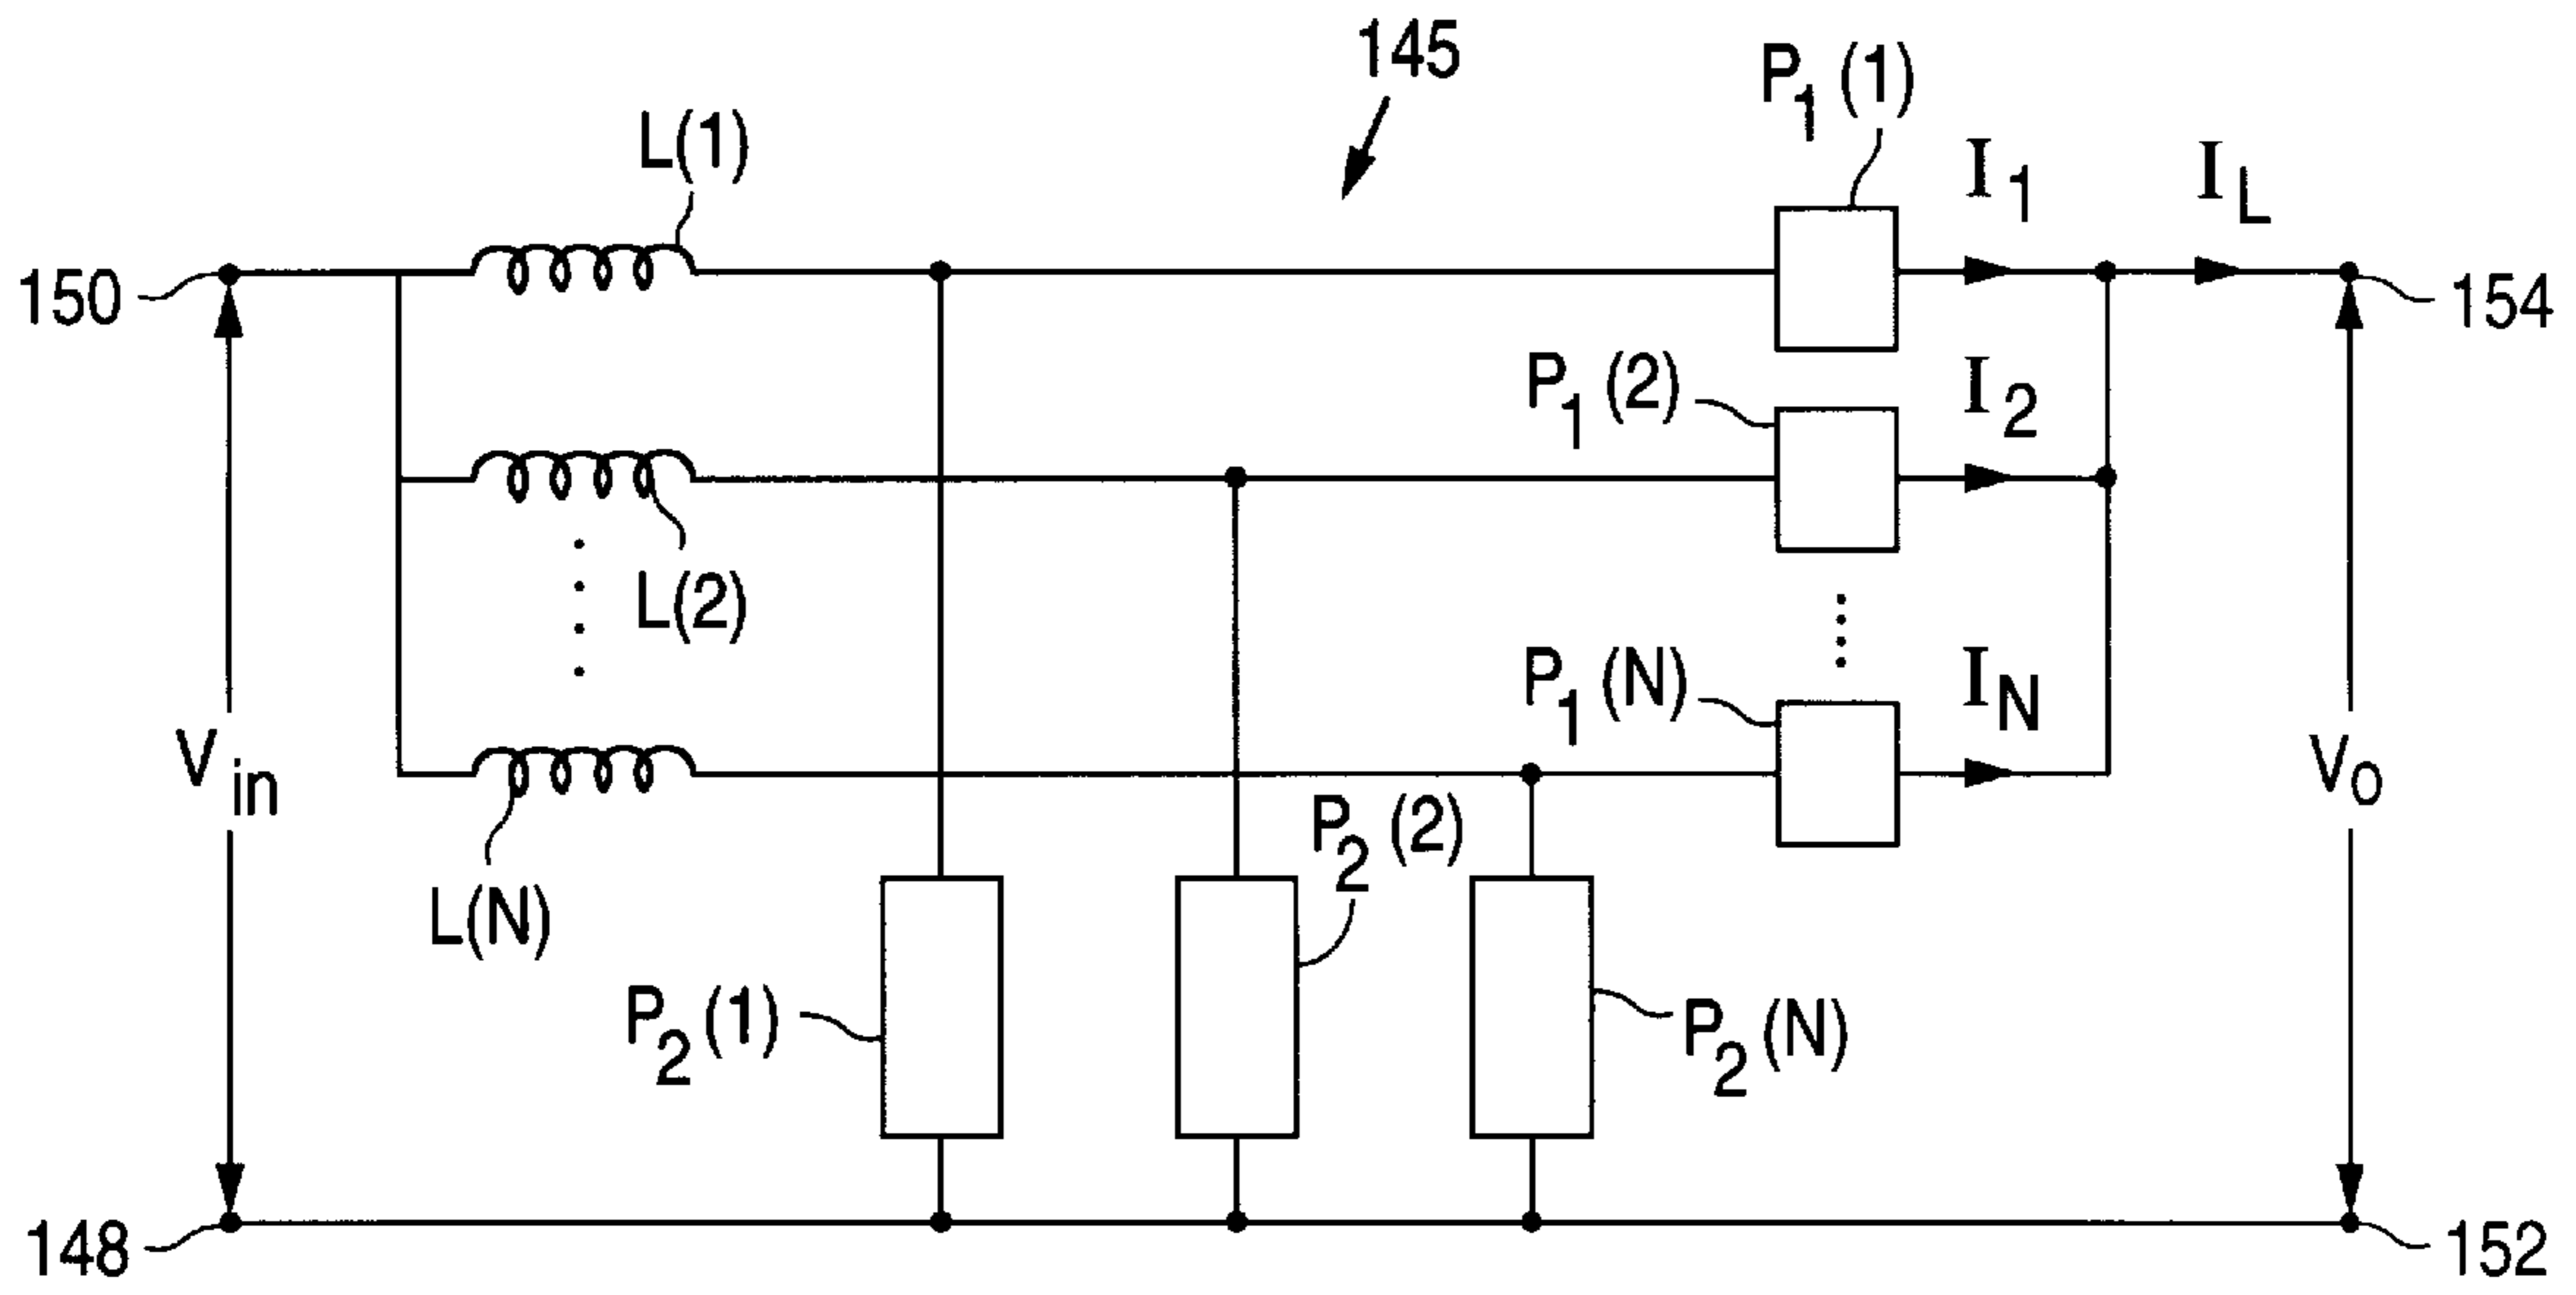 145
P1(1)
L(1)
I1
IL
150
154
P1(2)
I2
L(2)
P1(N)
IN
Vin
VO
P2(2)
L(N)
P2(1)
P2(N)
148
152